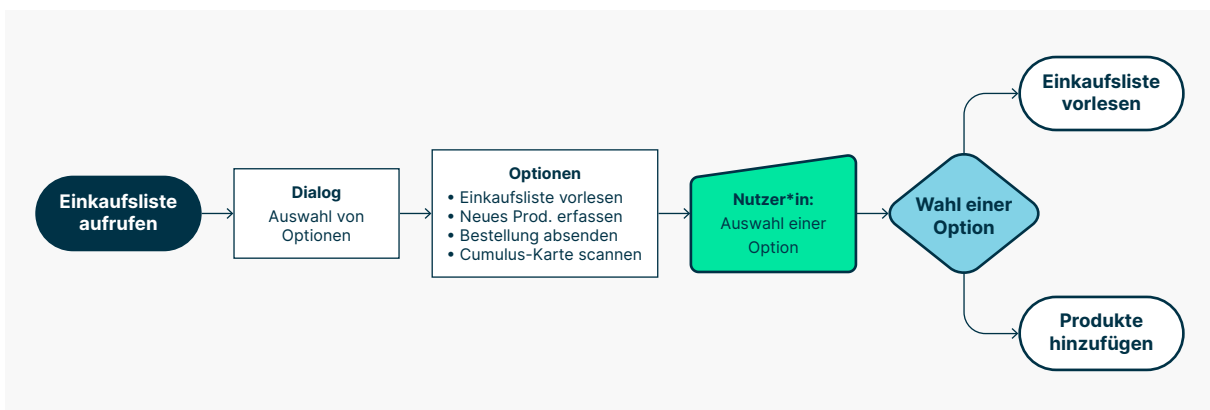 Einkaufsliste
aufrufen
Dialog
Auswahl von
Optionen
Optionen
• Einkaufsliste vorlesen
• Neues Prod. erfassen
• Bestellung absenden
• Cumulus-Karte scannen
Nutzer*in:
Auswahl einer
Option
Wahl einer
Option
Einkaufsliste
vorlesen
Produkte
hinzufügen